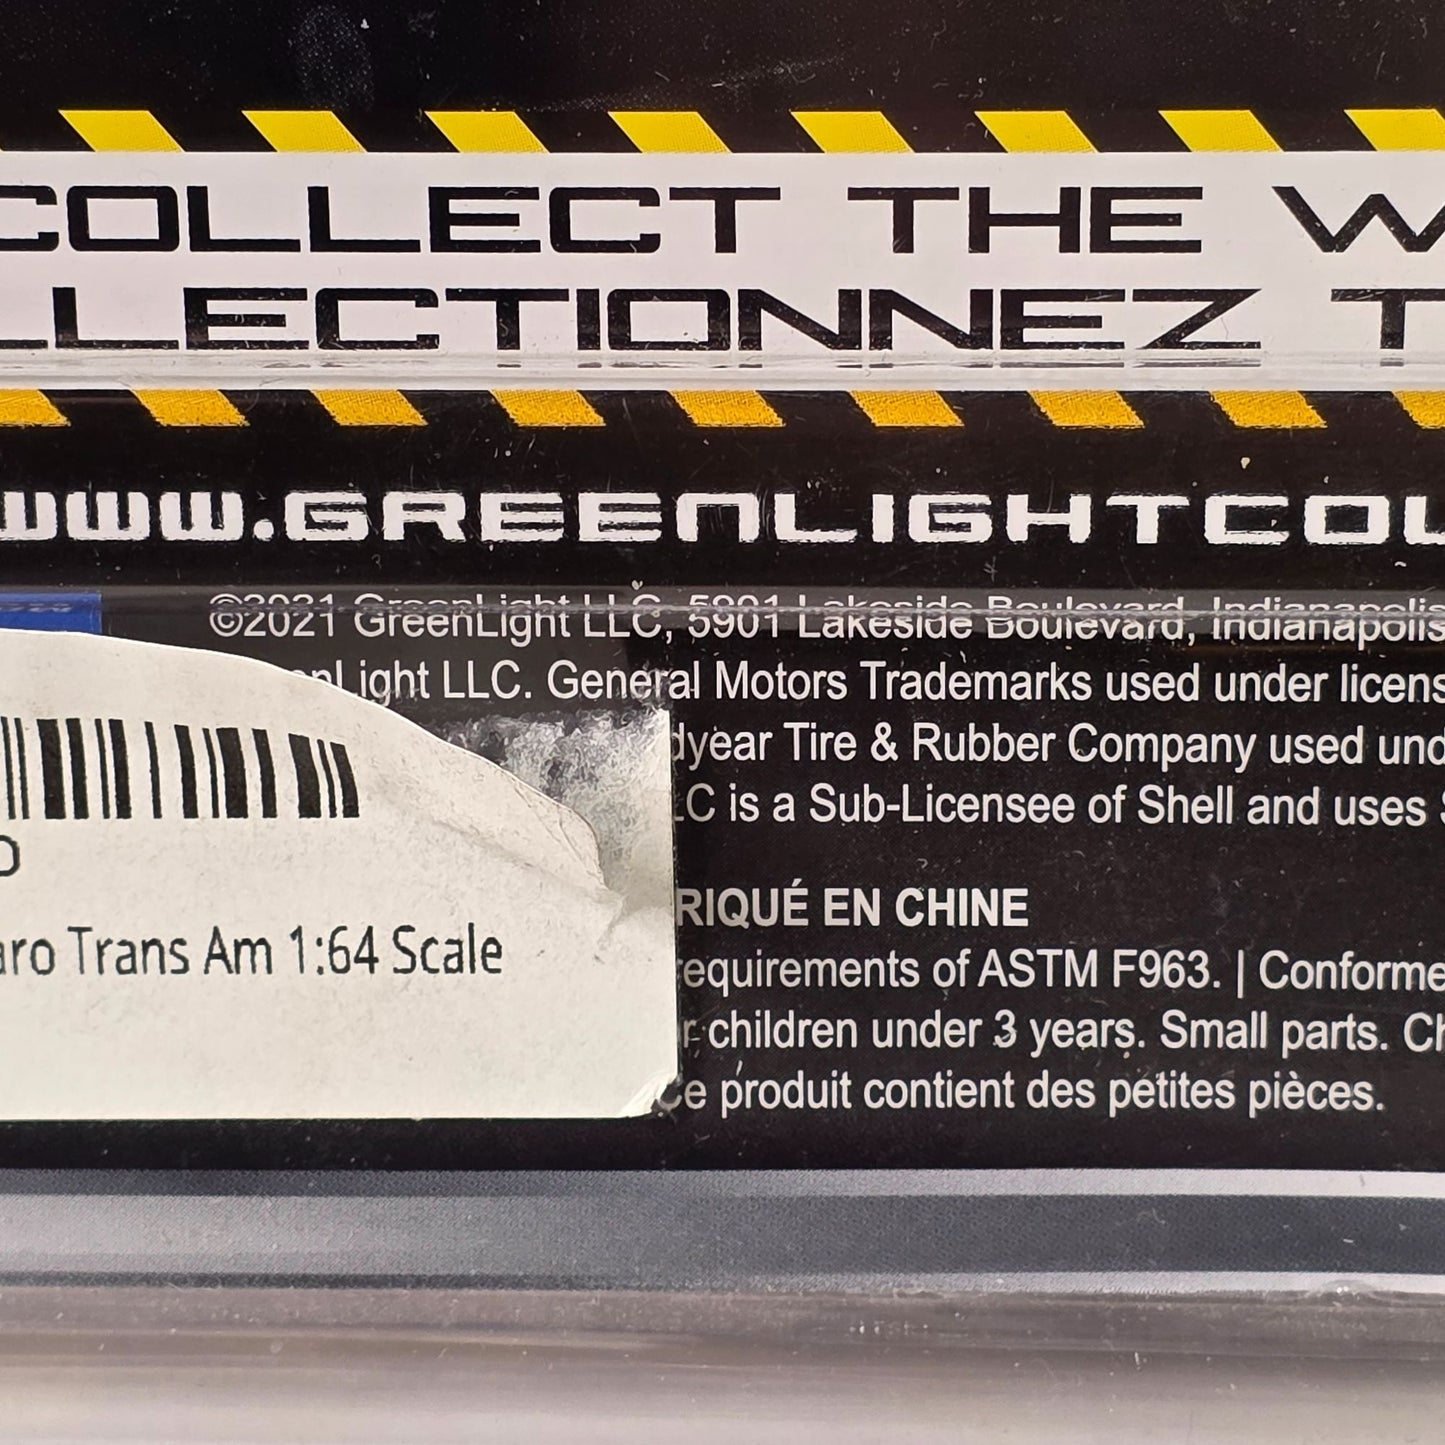 COLLECT THE
LLECTIONNEZ
WWW.GREENLIGHTCO
©2021 GreenLight LLC, 5901 Lakeside Boulevard, Indianapolis
Light LLC. General Motors Trademarks used under licens
dyear Tire & Rubber Company used und
LC is a Sub-Licensee of Shell and uses
RIQUÉ EN CHINE
equirements of ASTM F963. | Conforme
r children under 3 years. Small parts. Ch
Ce produit contient des petites pièces.
aro Trans Am 1:64 Scale